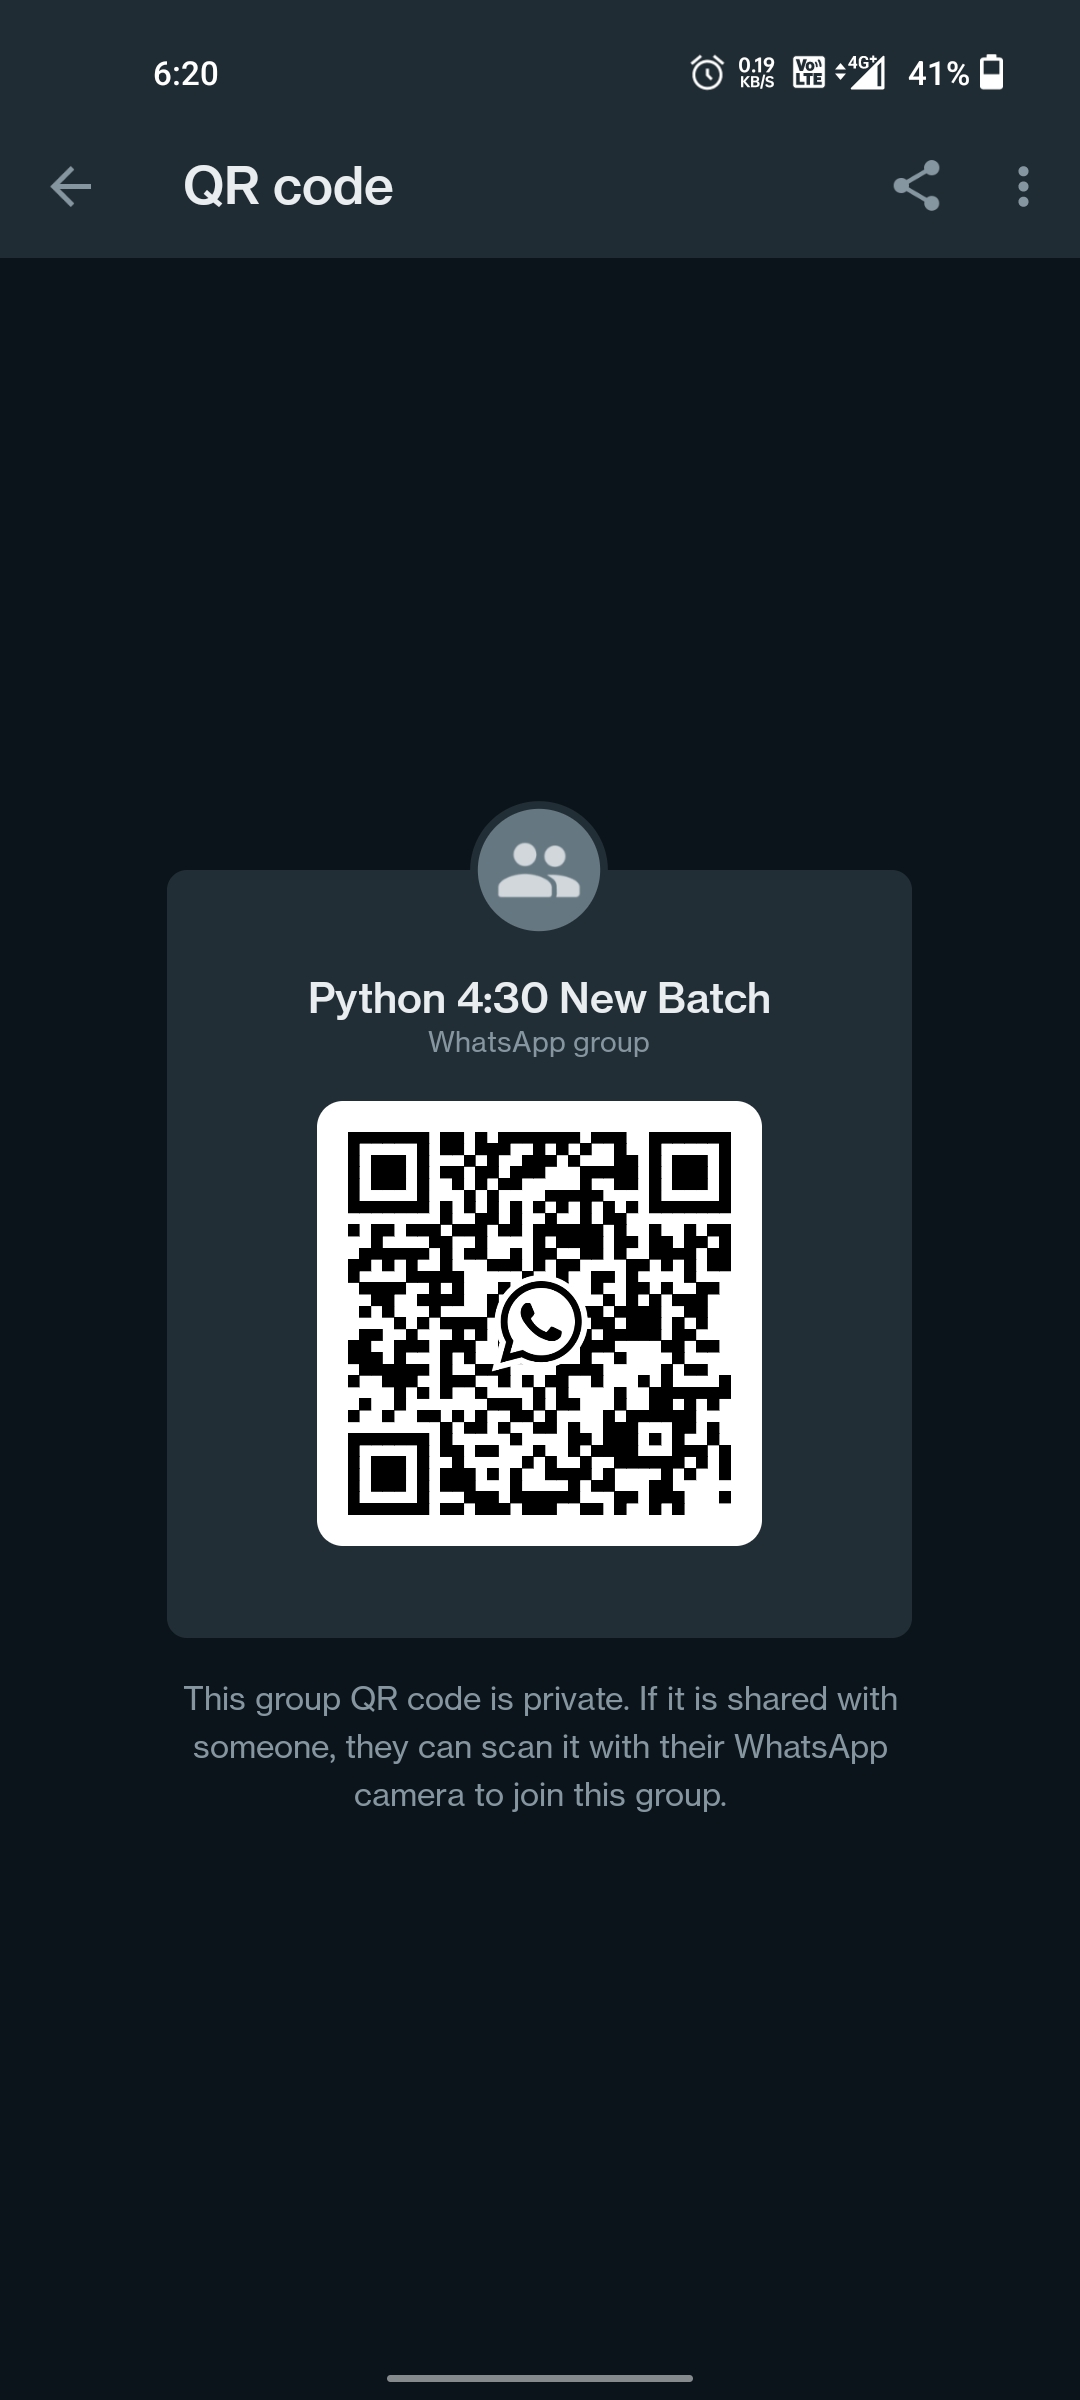 6:20
0.19
KB/S
Vo
LTE
4G+
41%
QR code
Python 4:30 New Batch
WhatsApp group
This group QR code is private. If it is shared with
someone, they can scan it with their WhatsApp
camera to join this group.